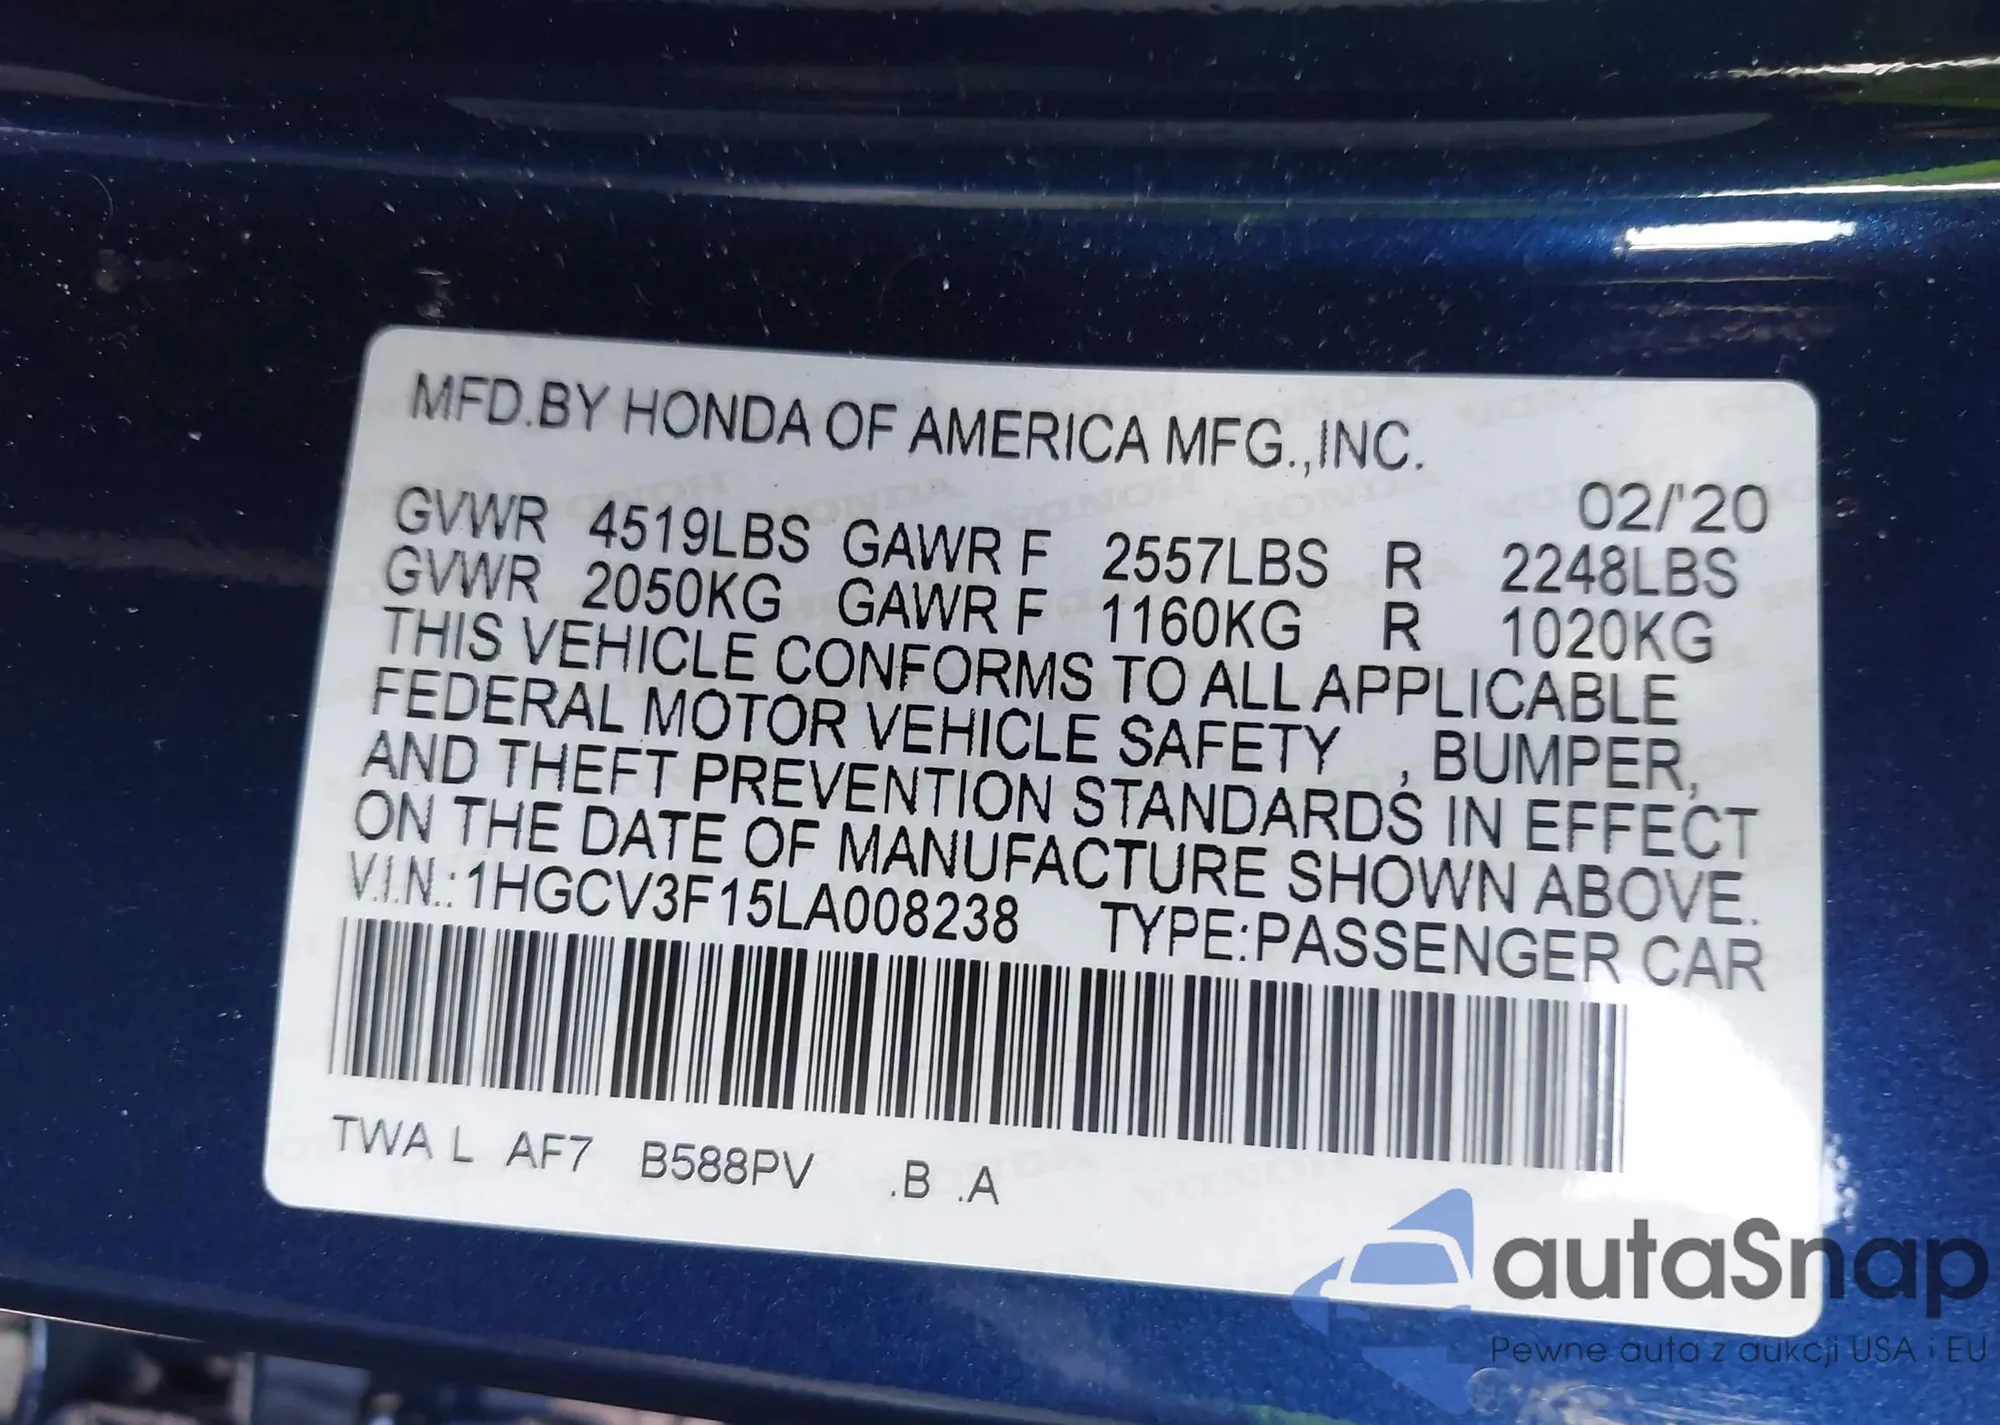 MFD.BY HONDA OF AMERICA MFG.,INC.
02/'20
GVWR 4519LBS GAWR F 2557LBS R 2248LBS
GVWR 2050KG GAWR F 1160KG R 1020KG
THIS VEHICLE CONFORMS TO ALL APPLICABLE
FEDERAL MOTOR VEHICLE SAFETY , BUMPER,
AND THEFT PREVENTION STANDARDS IN EFFECT
ON THE DATE OF MANUFACTURE SHOWN ABOVE.
V.I.N.:1HGCV3F15LA008238 TYPE:PASSENGER CAR
TWA L AF7 B588PV .B .A
autaSnap
Pewne auta z aukcji USA i EU